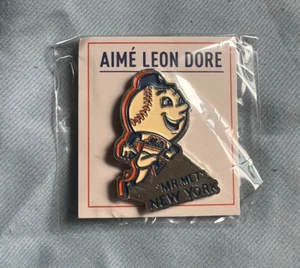 AIMÉ LEON DORE
"MR. MET"
NEW YORK